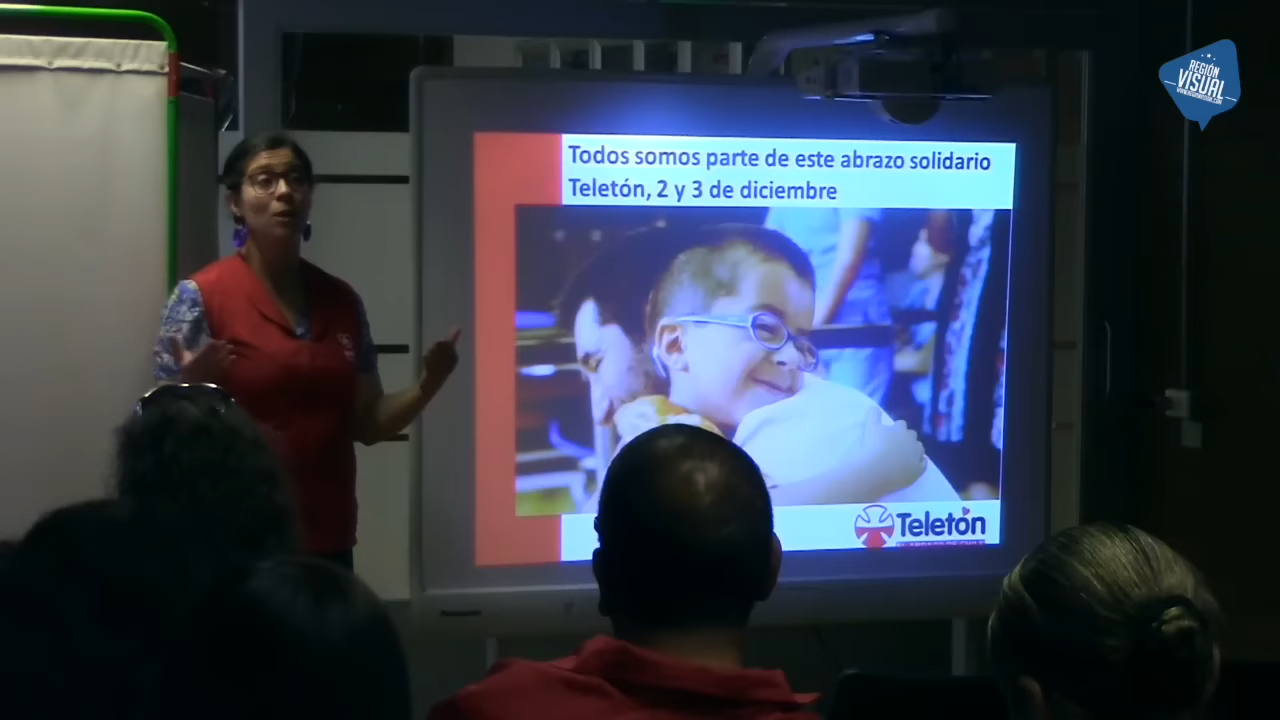 REGIÓN
VISUAL
Todos somos parte de este abrazo solidario
Teletón, 2 y 3 de diciembre
Teletón